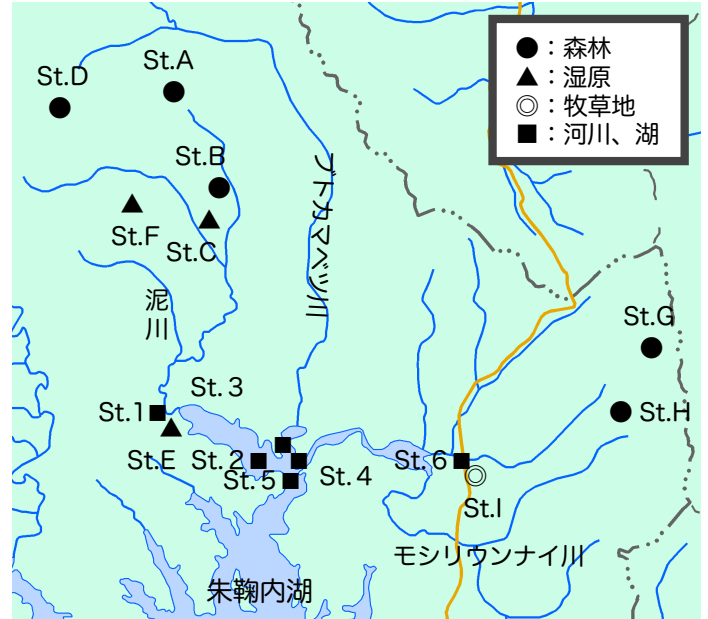 ●：森林
▲：湿原
◎：牧草地
■：河川、湖
St.D
St.A
St.B
St.F
St.C
ブトカマベツ川
泥川
St.G
St.3
St.1
St.H
St.E
St.2
St.5
St.4
St.6
St.I
モシリウンナイ川
朱鞠内湖